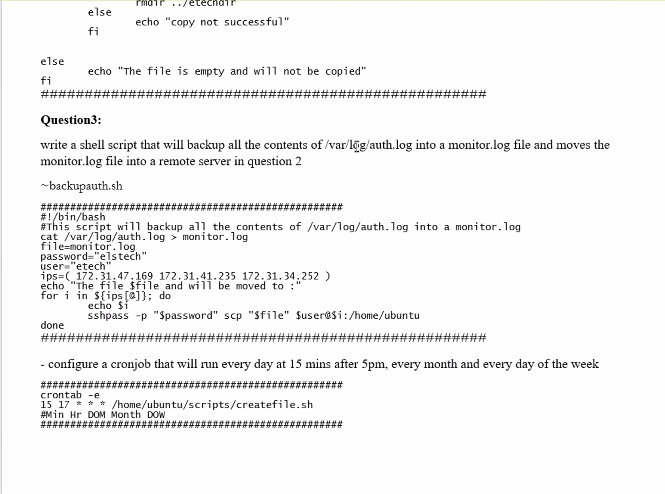 rmdir ../etechdir
else
echo "copy not successful"
fi
else
echo "The file is empty and will not be copied"
fi
###################################################
Question3:
write a shell script that will backup all the contents of /var/log/auth.log into a monitor.log file and moves the
monitor.log file into a remote server in question 2
~backupauth.sh
##################################################
#!/bin/bash
#This script will backup all the contents of /var/log/auth.log into a monitor.log
cat /var/log/auth.log > monitor.log
file=monitor.log
password="elstech"
user="etech"
ips=( 172.31.47.169 172.31.41.235 172.31.34.252 )
echo "The file $file and will be moved to :"
for i in ${ips[@]}; do
echo $i
sshpass -p "$password" scp "$file" $user@$i:/home/ubuntu
done
###################################################
- configure a cronjob that will run every day at 15 mins after 5pm, every month and every day of the week
##################################################
crontab -e
15 17 * * * /home/ubuntu/scripts/createfile.sh
#Min Hr DOM Month DOW
##################################################